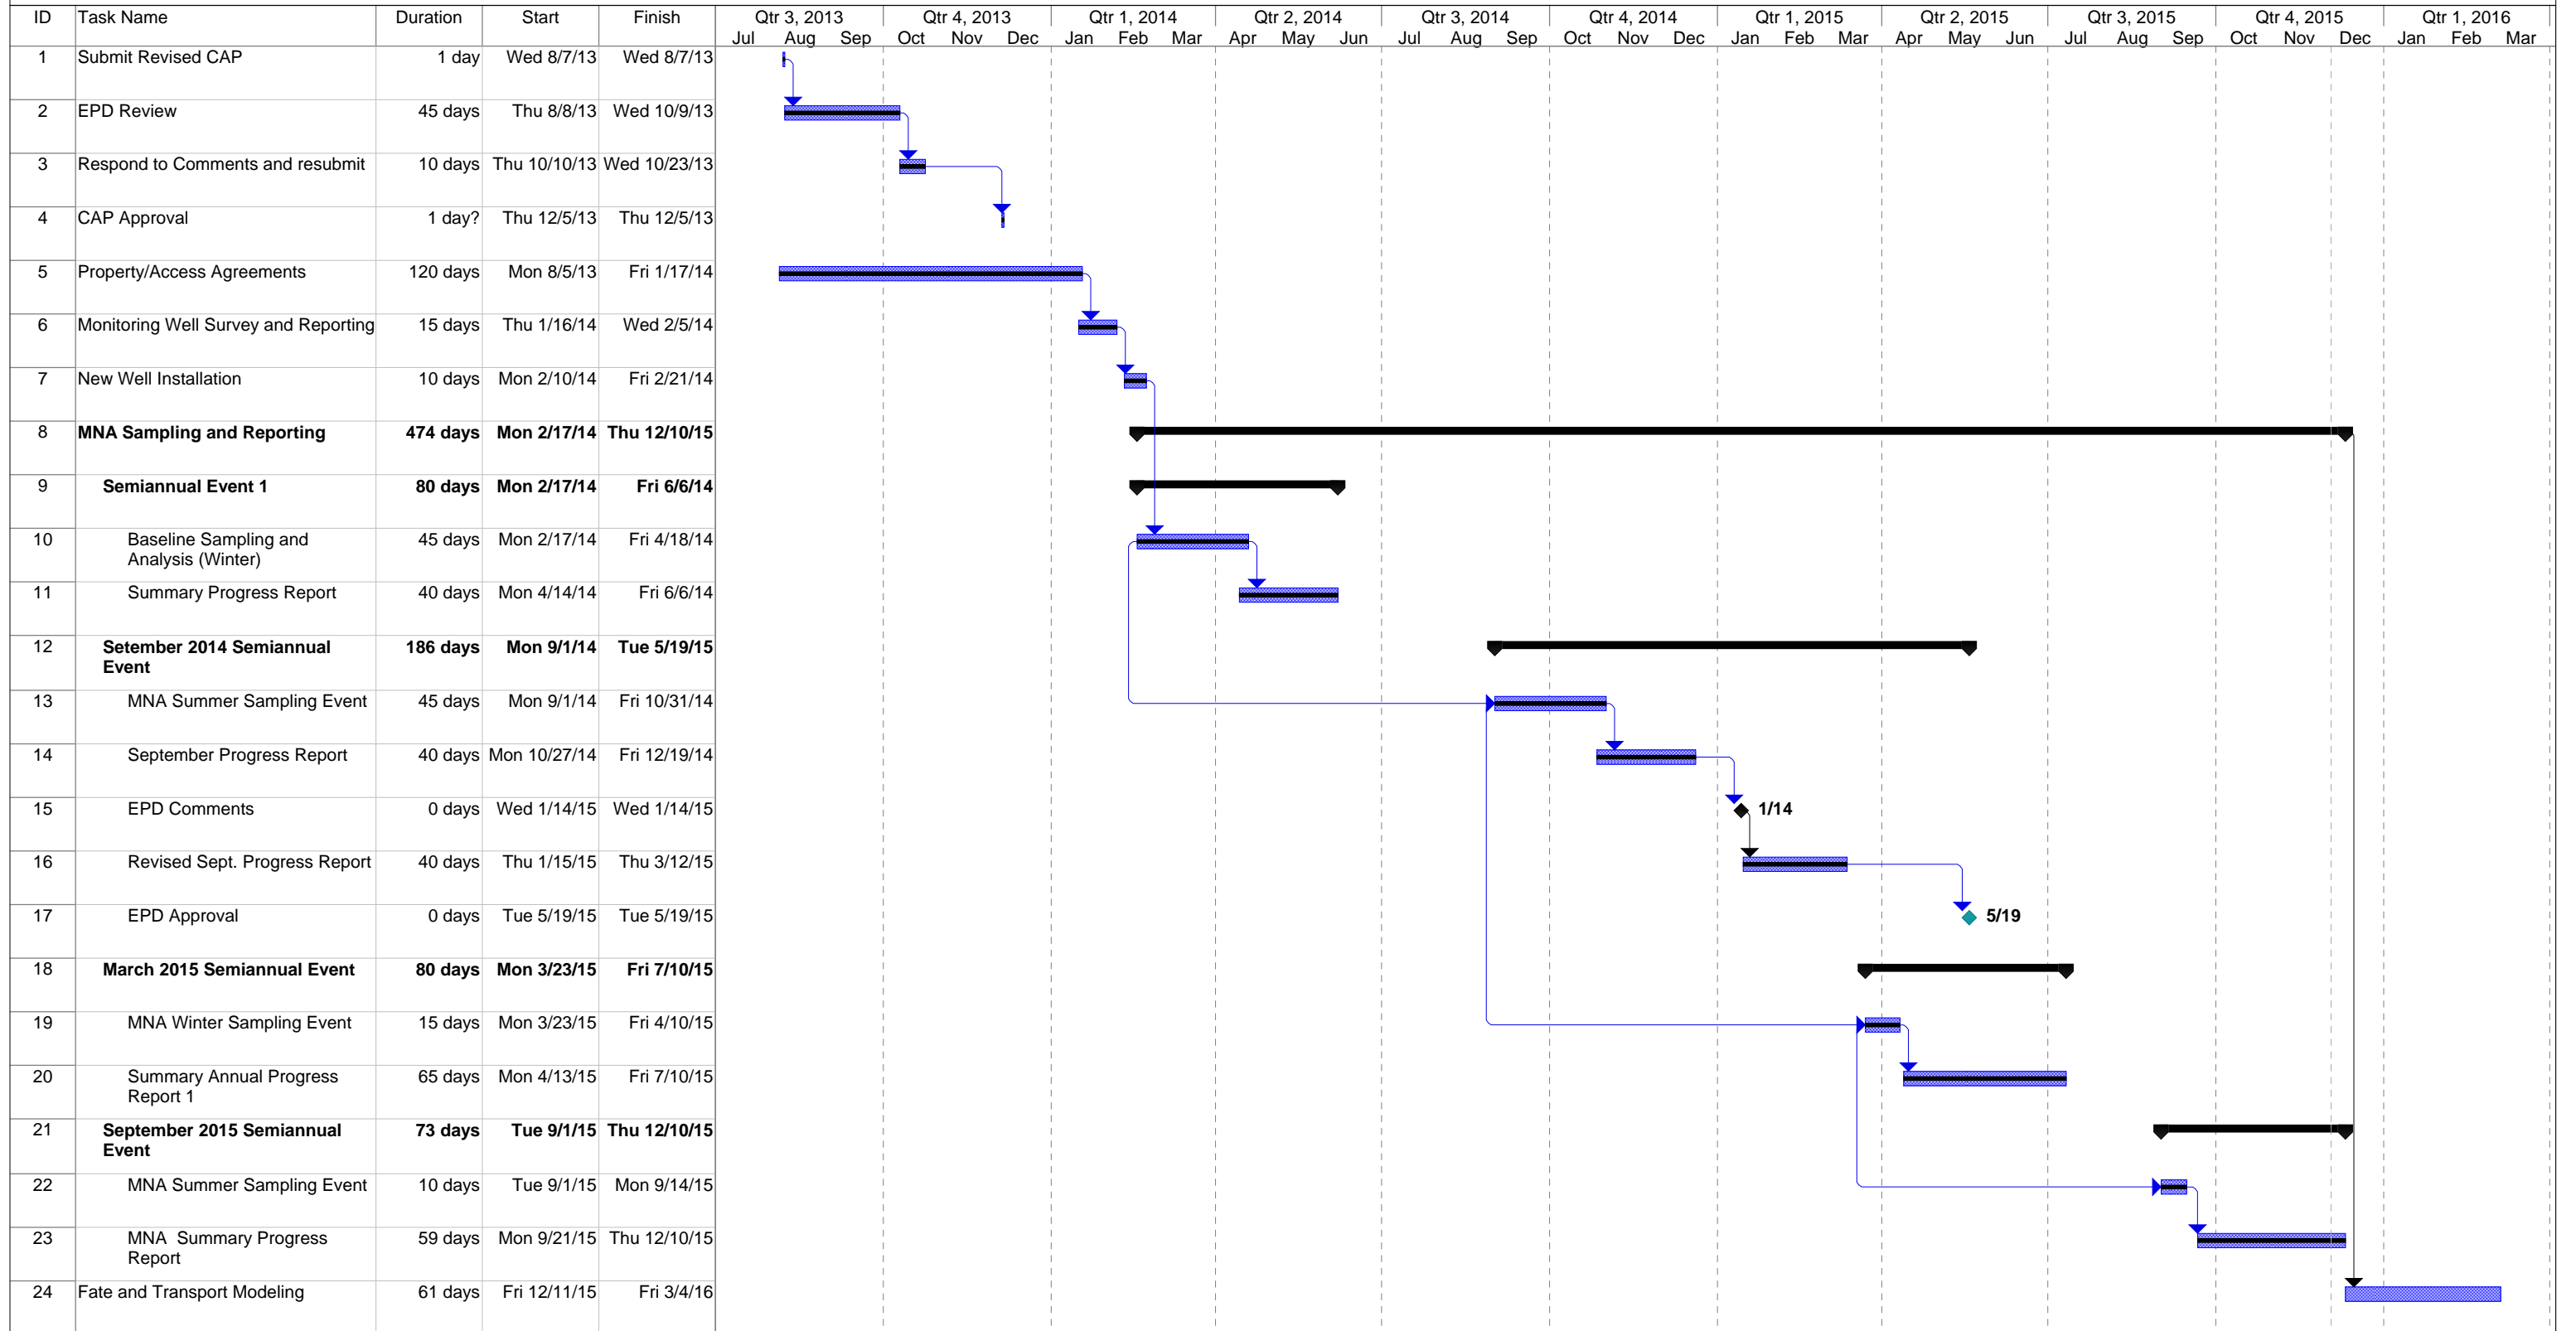 ID Task Name Duration Start Finish Qtr 3, 2013 Qtr 4, 2013 Qtr 1, 2014 Qtr 2, 2014 Qtr 3, 2014 Qtr 4, 2014 Qtr 1, 2015 Qtr 2, 2015 Qtr 3, 2015 Qtr 4, 2015 Qtr 1, 2016
Jul Aug Sep Oct Nov Dec Jan Feb Mar Apr May Jun Jul Aug Sep Oct Nov Dec Jan Feb Mar Apr May Jun Jul Aug Sep Oct Nov Dec Jan Feb Mar
1 Submit Revised CAP 1 day Wed 8/7/13 Wed 8/7/13
2 EPD Review 45 days Thu 8/8/13 Wed 10/9/13
3 Respond to Comments and resubmit 10 days Thu 10/10/13 Wed 10/23/13
4 CAP Approval 1 day? Thu 12/5/13 Thu 12/5/13
5 Property/Access Agreements 120 days Mon 8/5/13 Fri 1/17/14
6 Monitoring Well Survey and Reporting 15 days Thu 1/16/14 Wed 2/5/14
7 New Well Installation 10 days Mon 2/10/14 Fri 2/21/14
8 MNA Sampling and Reporting 474 days Mon 2/17/14 Thu 12/10/15
9 Semiannual Event 1 80 days Mon 2/17/14 Fri 6/6/14
10 Baseline Sampling and 45 days Mon 2/17/14 Fri 4/18/14
Analysis (Winter)
11 Summary Progress Report 40 days Mon 4/14/14 Fri 6/6/14
12 Setember 2014 Semiannual 186 days Mon 9/1/14 Tue 5/19/15
Event
13 MNA Summer Sampling Event 45 days Mon 9/1/14 Fri 10/31/14
14 September Progress Report 40 days Mon 10/27/14 Fri 12/19/14
15 EPD Comments 0 days Wed 1/14/15 Wed 1/14/15 1/14
16 Revised Sept. Progress Report 40 days Thu 1/15/15 Thu 3/12/15
17 EPD Approval 0 days Tue 5/19/15 Tue 5/19/15 5/19
18 March 2015 Semiannual Event 80 days Mon 3/23/15 Fri 7/10/15
19 MNA Winter Sampling Event 15 days Mon 3/23/15 Fri 4/10/15
20 Summary Annual Progress 65 days Mon 4/13/15 Fri 7/10/15
Report 1
21 September 2015 Semiannual 73 days Tue 9/1/15 Thu 12/10/15
Event
22 MNA Summer Sampling Event 10 days Tue 9/1/15 Mon 9/14/15
23 MNA Summary Progress 59 days Mon 9/21/15 Thu 12/10/15
Report
24 Fate and Transport Modeling 61 days Fri 12/11/15 Fri 3/4/16